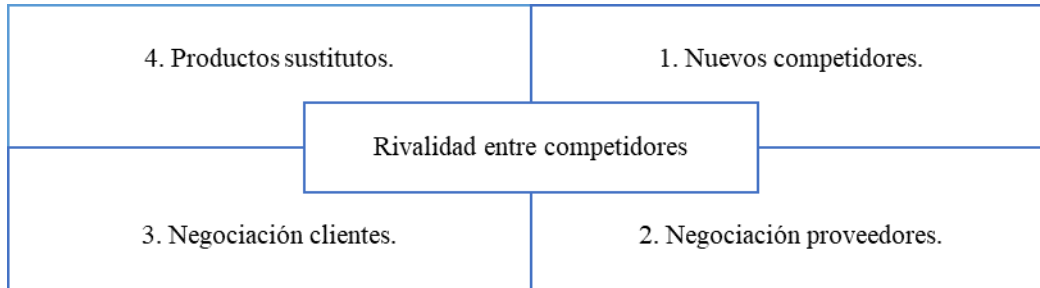 4. Productos sustitutos.
1. Nuevos competidores.
Rivalidad entre competidores
3. Negociación clientes.
2. Negociación proveedores.